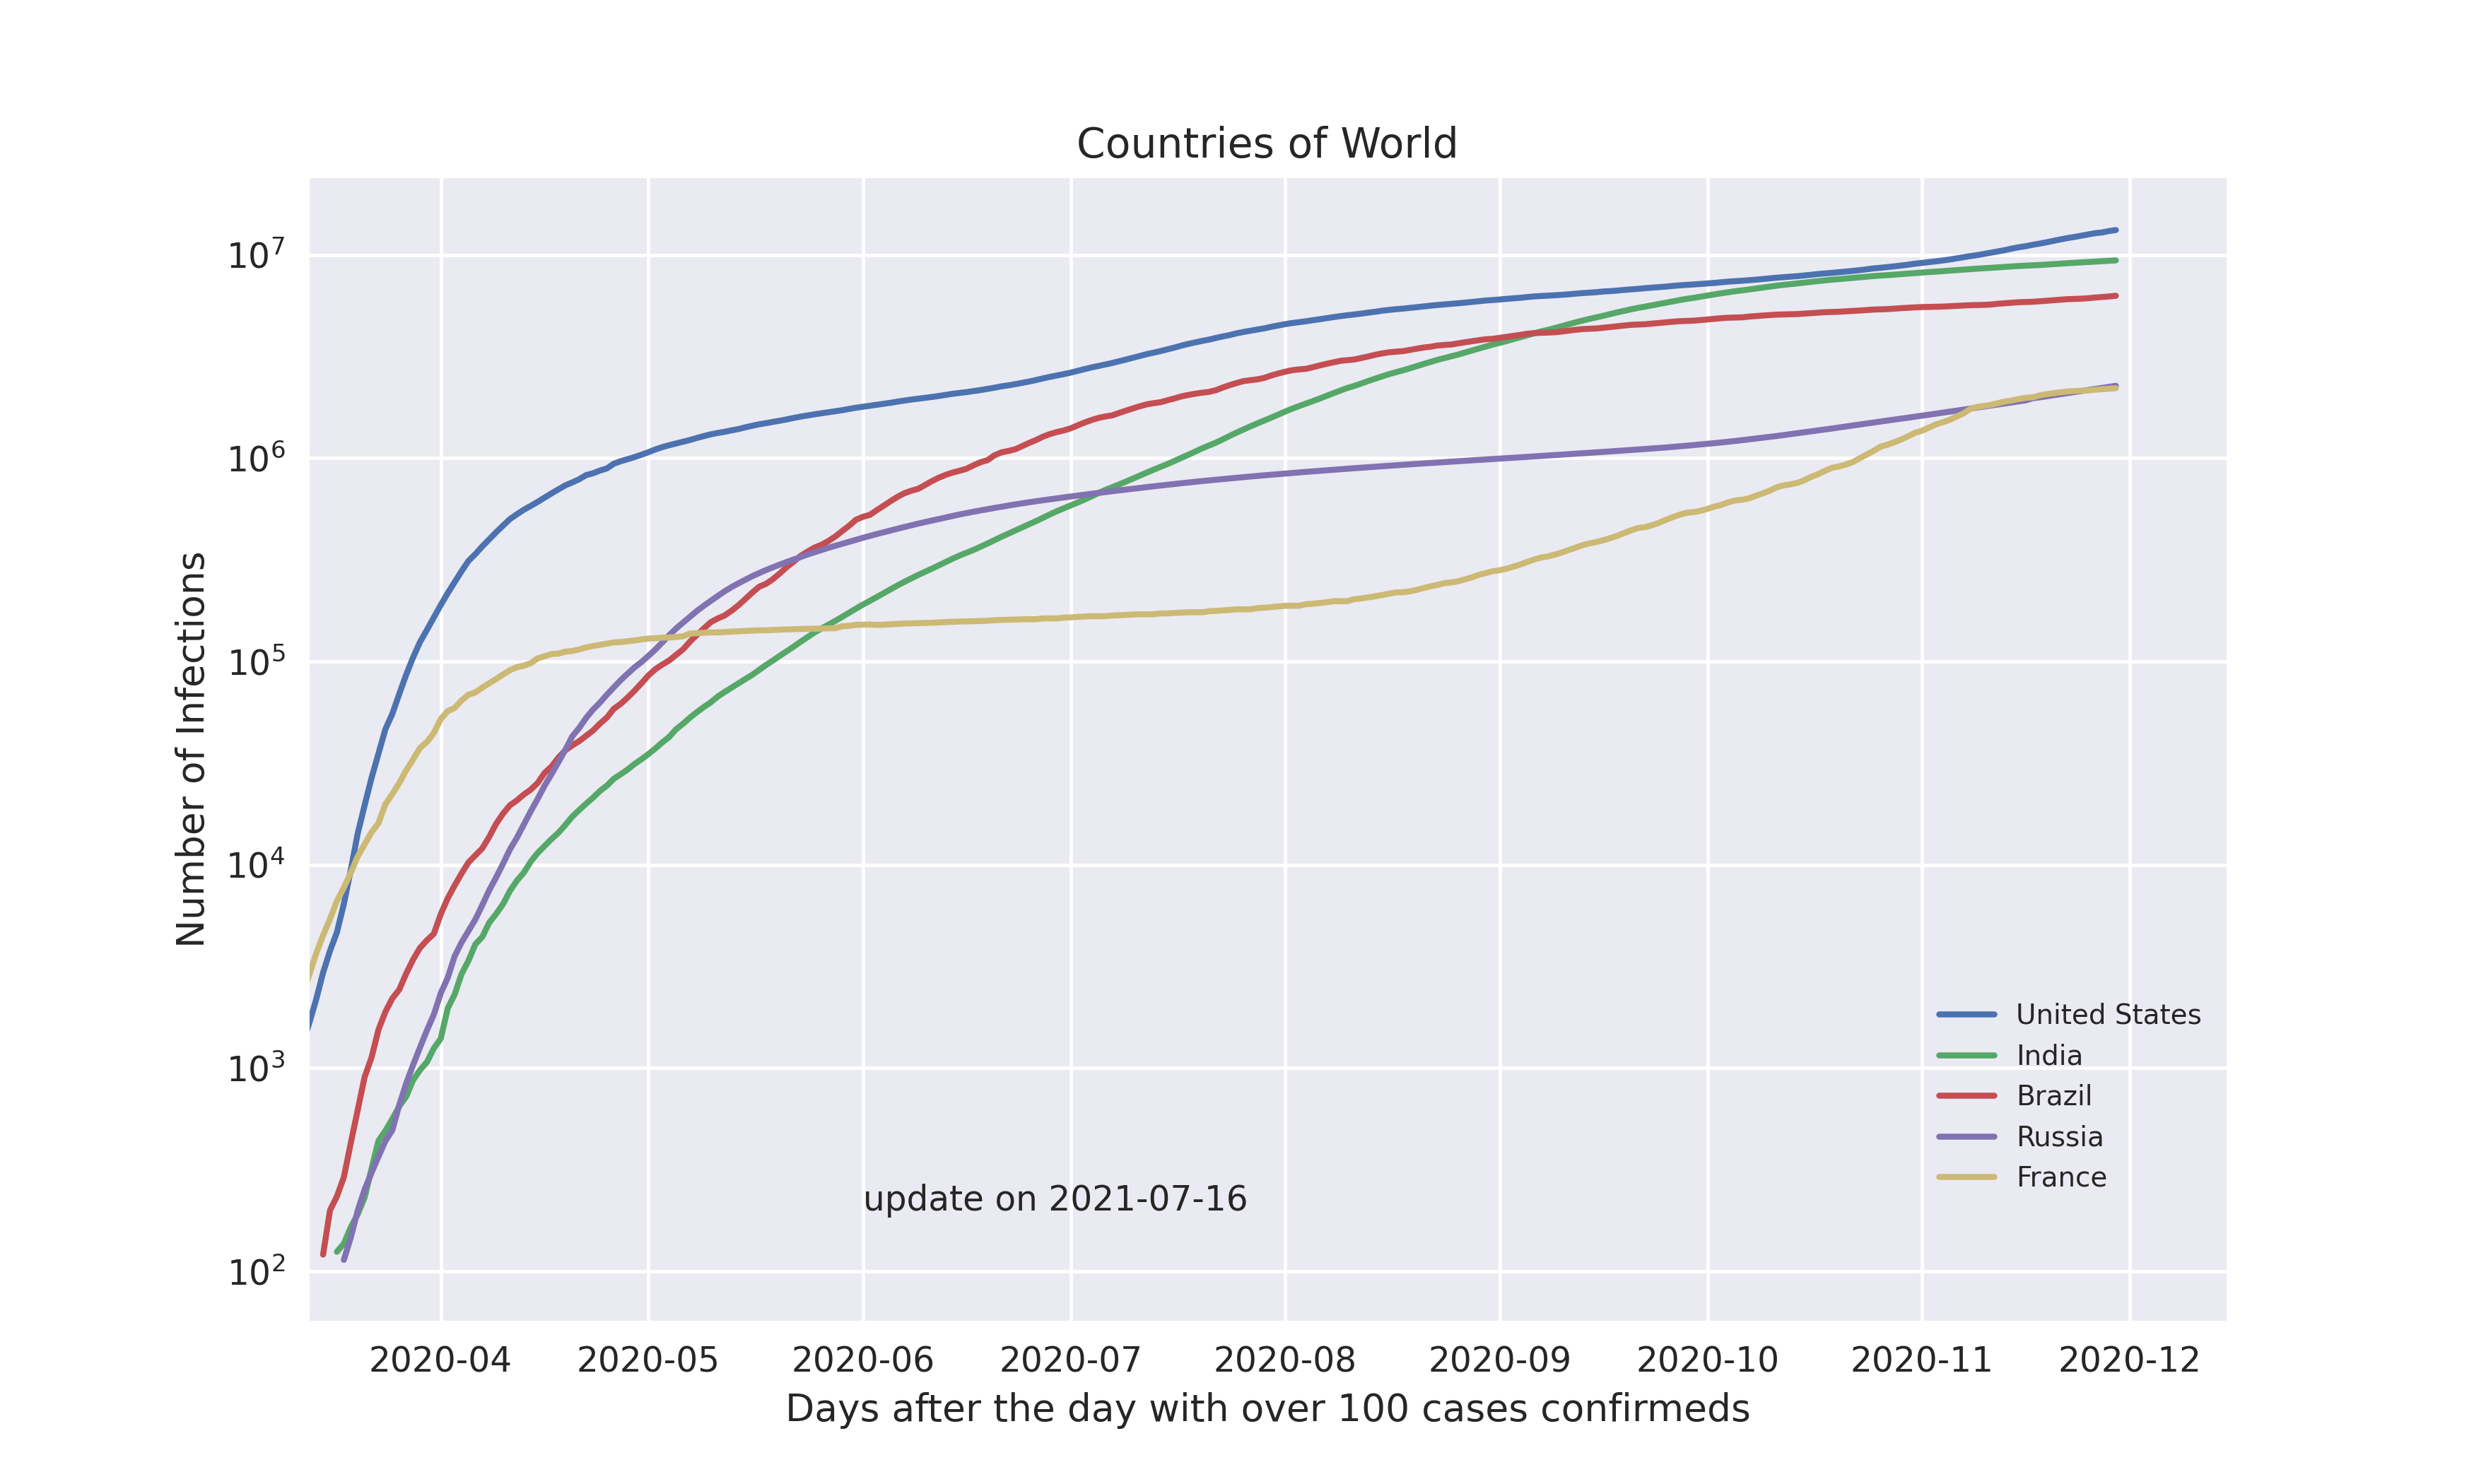 Countries of World
Number of Infections
10^7
10^6
10^5
10^4
10^3
10^2
United States
India
Brazil
Russia
France
update on 2021-07-16
2020-04 2020-05 2020-06 2020-07 2020-08 2020-09 2020-10 2020-11 2020-12
Days after the day with over 100 cases confirmeds